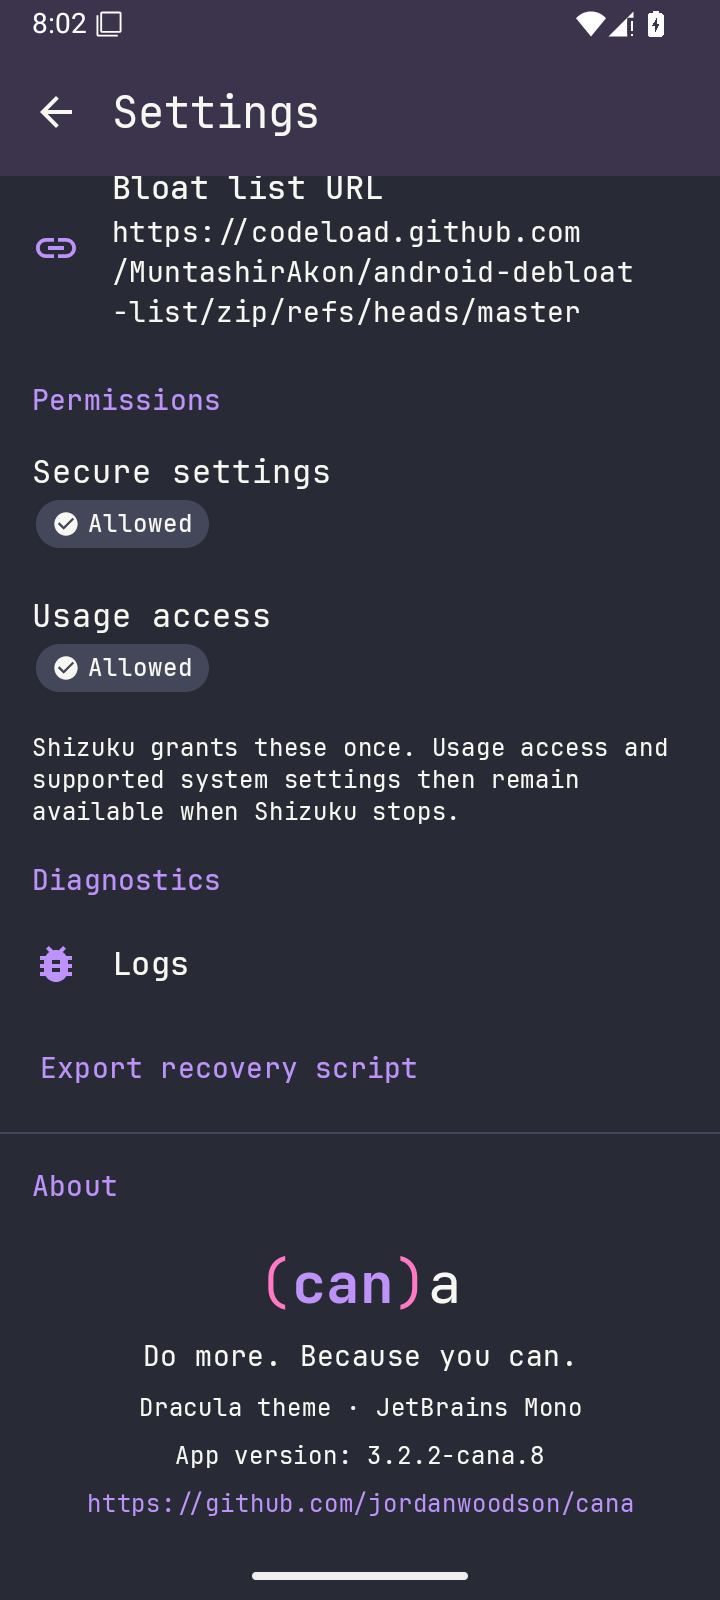 8:02
Settings
Bloat list URL
https://codeload.github.com
/MuntashirAkon/android-debloat
-list/zip/refs/heads/master
Permissions
Secure settings
Allowed
Usage access
Allowed
Shizuku grants these once. Usage access and
supported system settings then remain
available when Shizuku stops.
Diagnostics
Logs
Export recovery script
About
(can)a
Do more. Because you can.
Dracula theme · JetBrains Mono
App version: 3.2.2-cana.8
https://github.com/jordanwoodson/cana